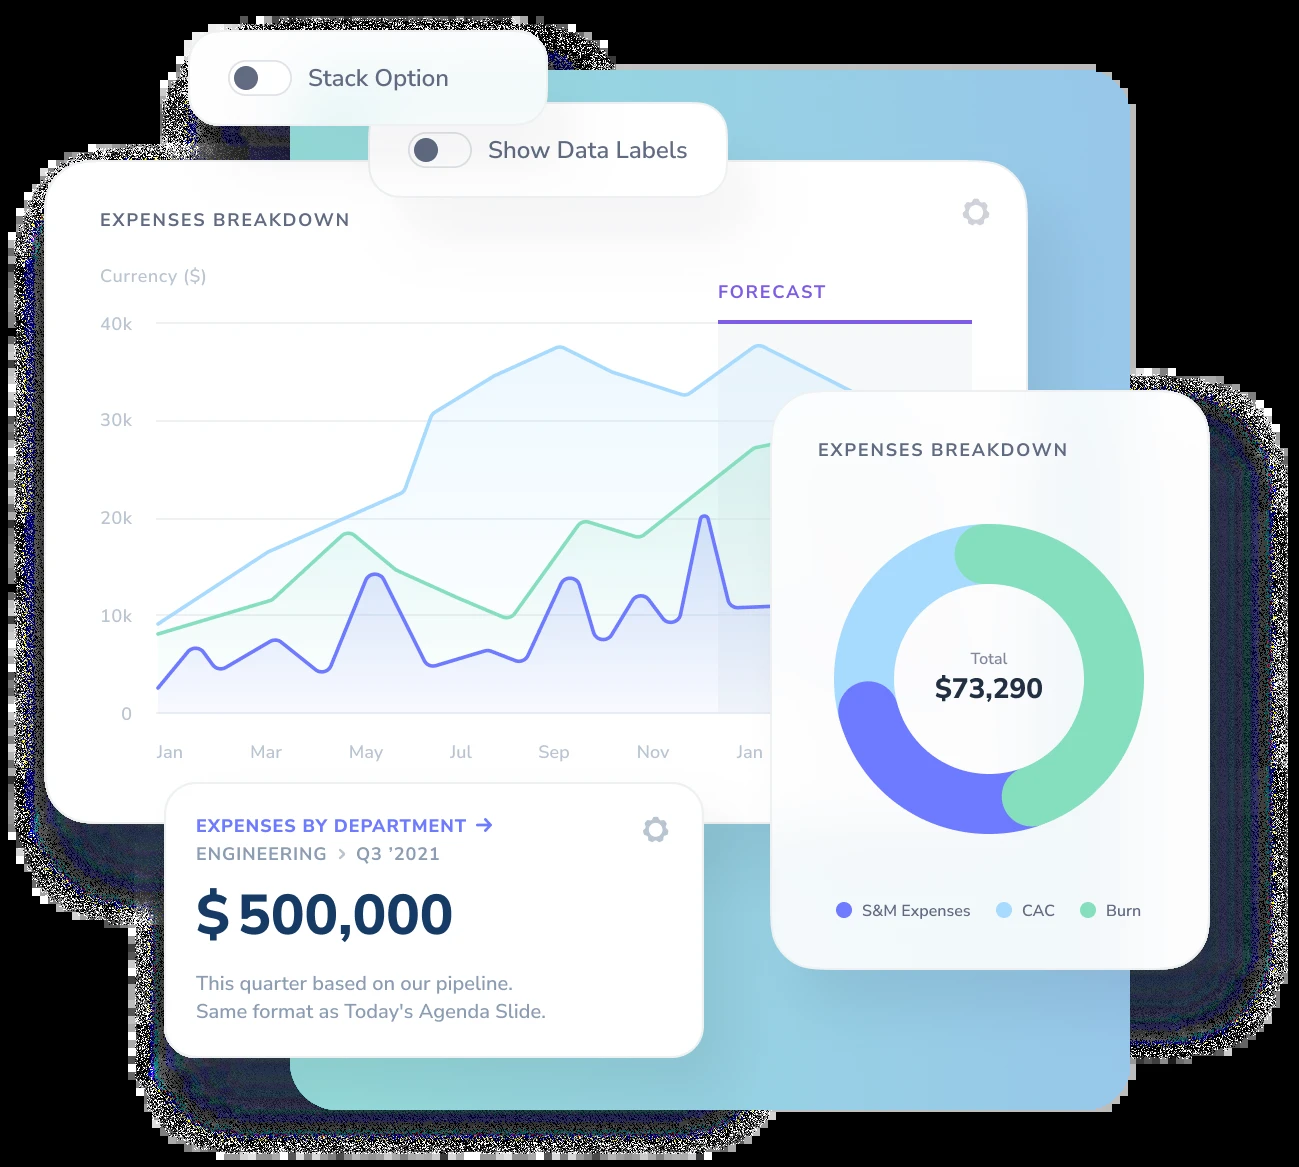 Stack Option
Show Data Labels
EXPENSES BREAKDOWN
Currency ($)
FORECAST
40k
30k
20k
10k
0
Jan Mar May Jul Sep Nov Jan
EXPENSES BREAKDOWN
Total
$73,290
S&M Expenses CAC Burn
EXPENSES BY DEPARTMENT →
ENGINEERING > Q3 ’2021
$ 500,000
This quarter based on our pipeline.
Same format as Today's Agenda Slide.